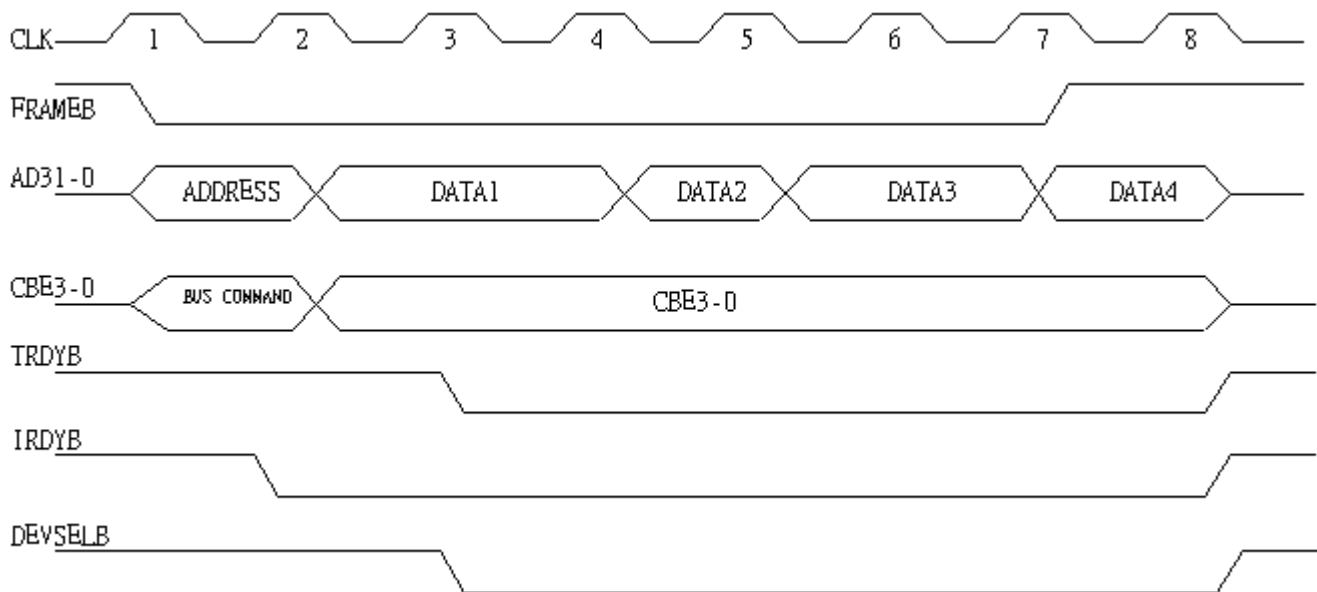 CLK 1 2 3 4 5 6 7 8
FRAMEB
AD31-0 ADDRESS DATA1 DATA2 DATA3 DATA4
CBE3-0 BUS COMMAND CBE3-0
TRDYB
IRDYB
DEVSELB